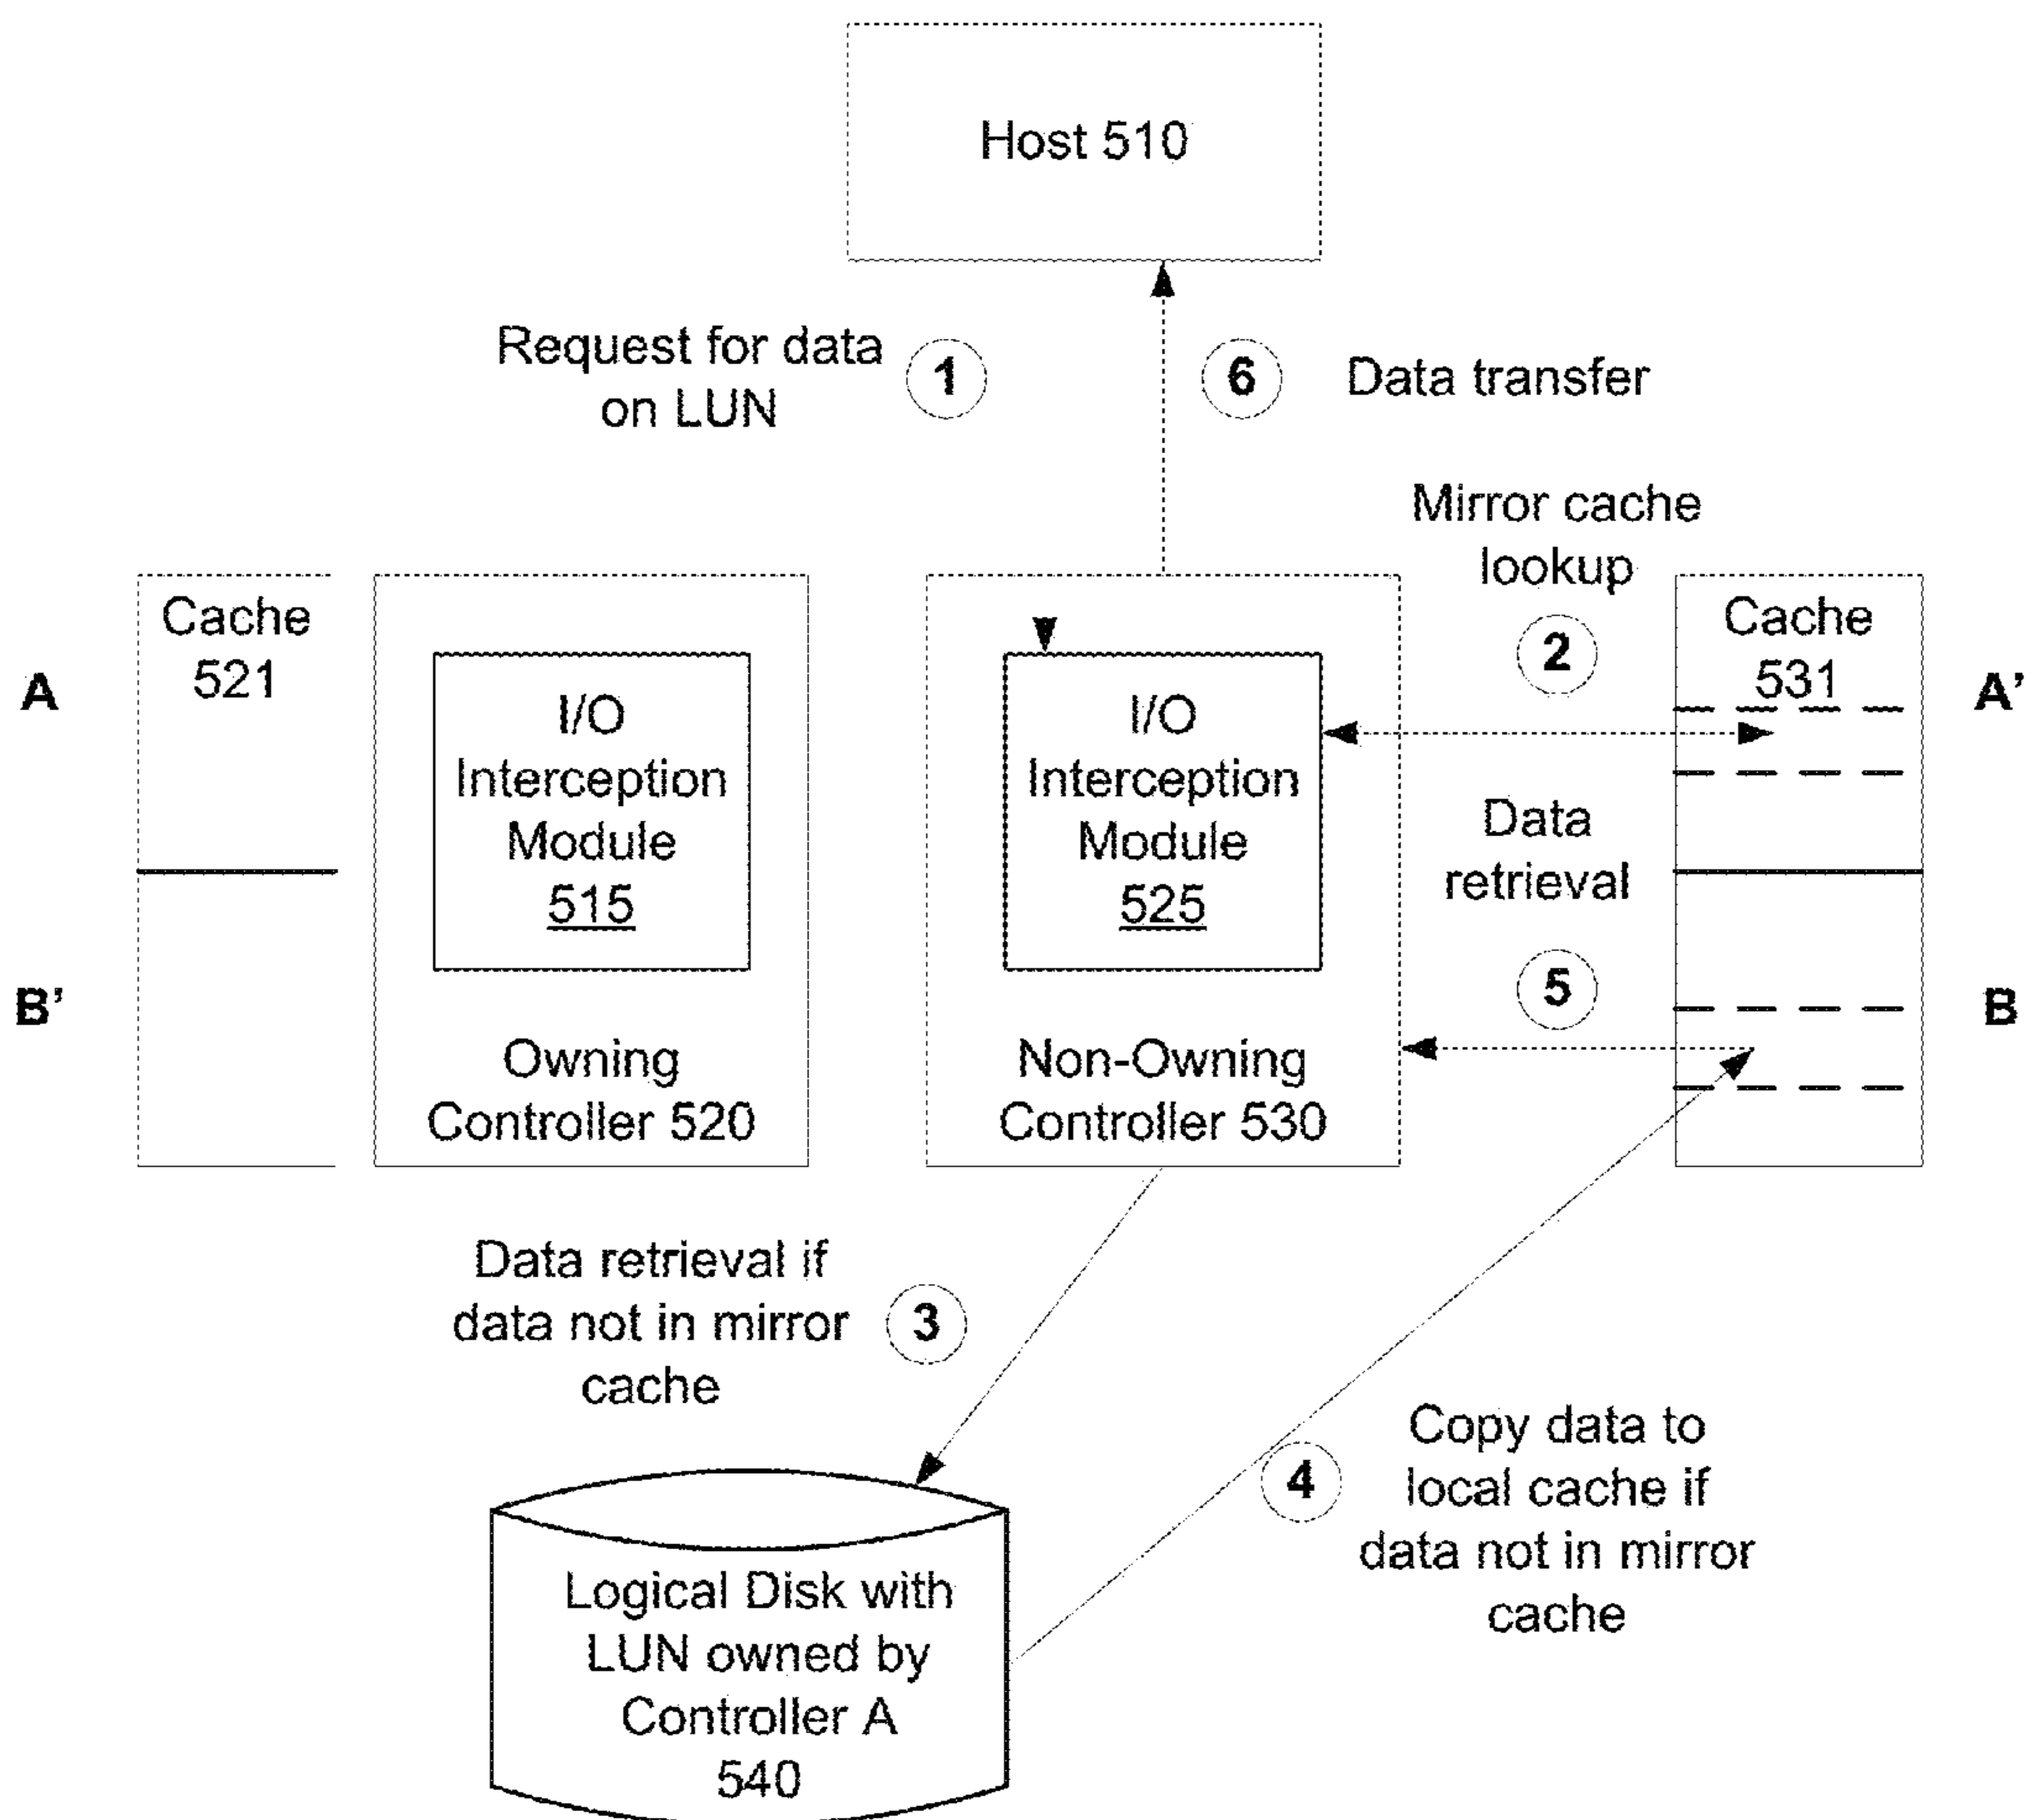 Host 510
Request for data
on LUN
1
6
Data transfer
Mirror cache
lookup
2
Cache
521
A
B'
I/O
Interception
Module
515
Owning
Controller 520
I/O
Interception
Module
525
Non-Owning
Controller 530
Data
retrieval
5
Cache
531
A'
B
Data retrieval if
data not in mirror
cache
3
4
Copy data to
local cache if
data not in mirror
cache
Logical Disk with
LUN owned by
Controller A
540